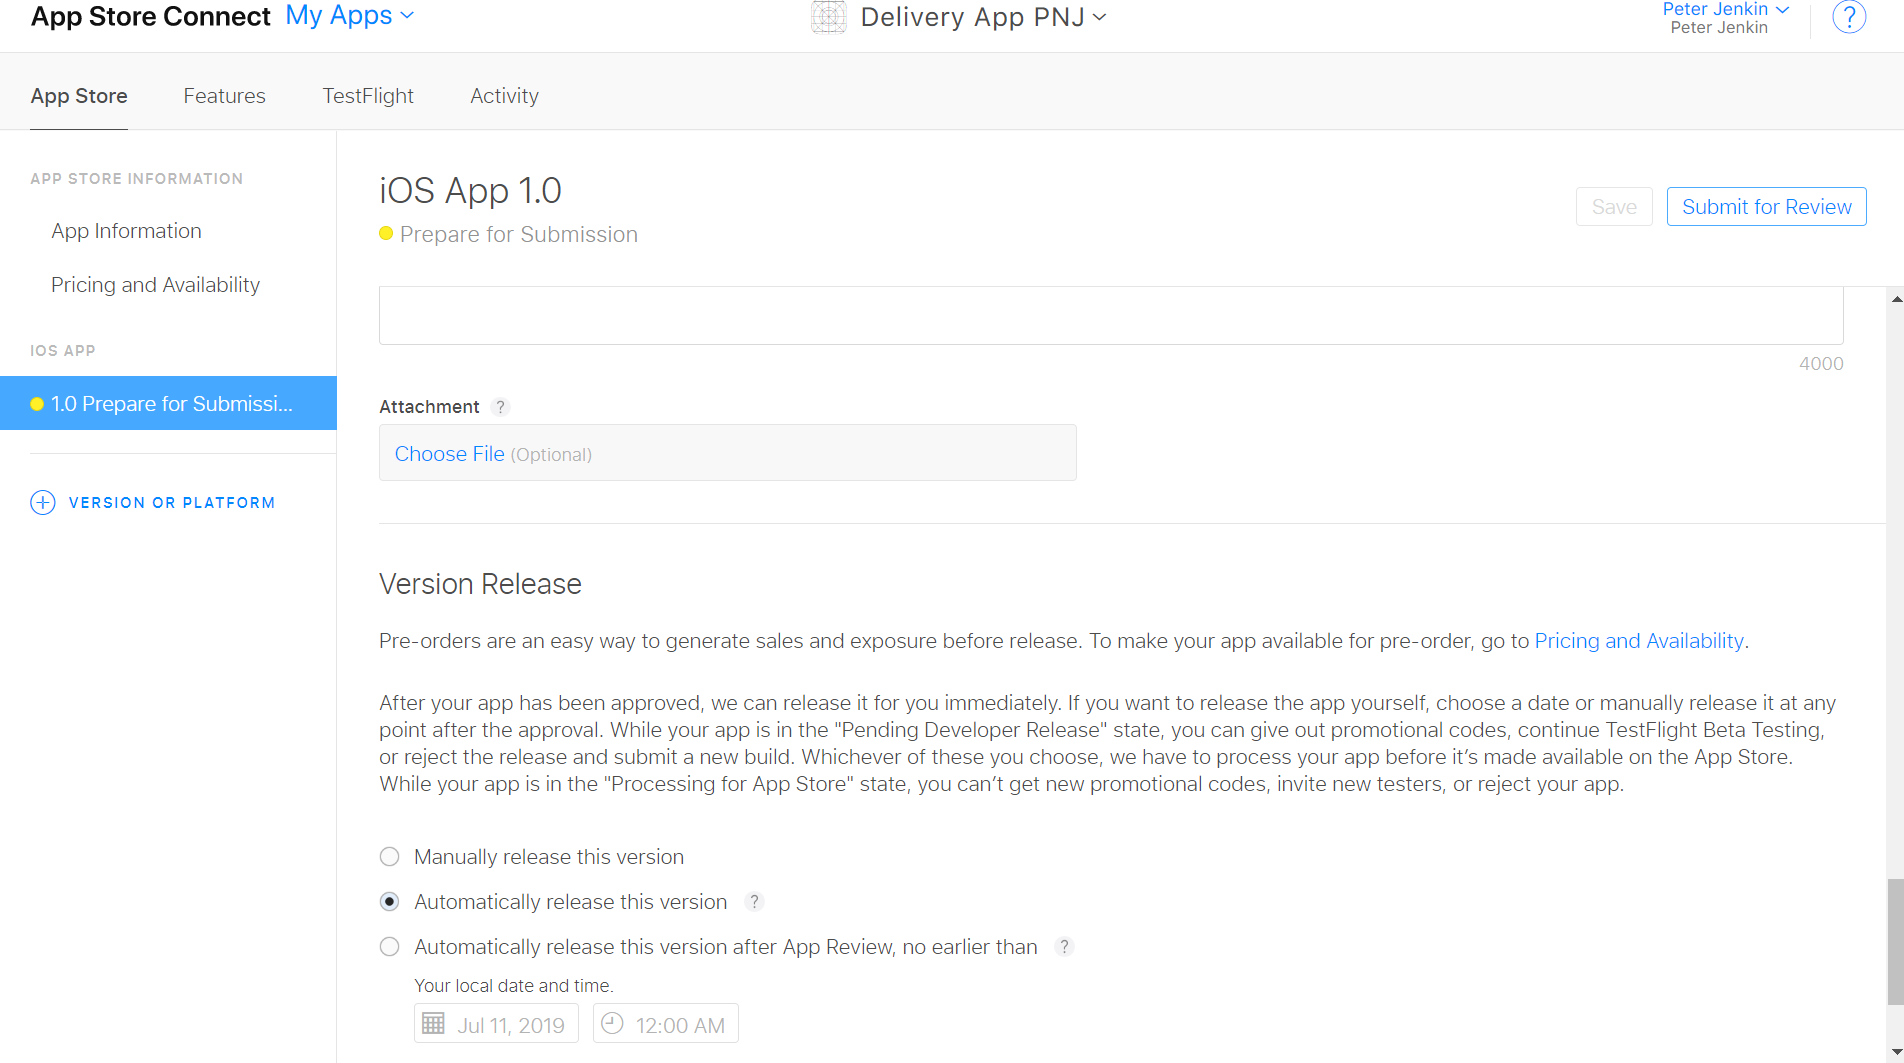 App Store Connect My Apps
Delivery App PNJ
Peter Jenkin
Peter Jenkin
?
App Store Features TestFlight Activity
APP STORE INFORMATION
App Information
Pricing and Availability
IOS APP
1.0 Prepare for Submissi...
VERSION OR PLATFORM
iOS App 1.0
Prepare for Submission
Save Submit for Review
4000
Attachment ?
Choose File (Optional)
Version Release
Pre-orders are an easy way to generate sales and exposure before release. To make your app available for pre-order, go to Pricing and Availability.
After your app has been approved, we can release it for you immediately. If you want to release the app yourself, choose a date or manually release it at any
point after the approval. While your app is in the "Pending Developer Release" state, you can give out promotional codes, continue TestFlight Beta Testing,
or reject the release and submit a new build. Whichever of these you choose, we have to process your app before it’s made available on the App Store.
While your app is in the "Processing for App Store" state, you can’t get new promotional codes, invite new testers, or reject your app.
Manually release this version
Automatically release this version ?
Automatically release this version after App Review, no earlier than ?
Your local date and time.
Jul 11, 2019 12:00 AM